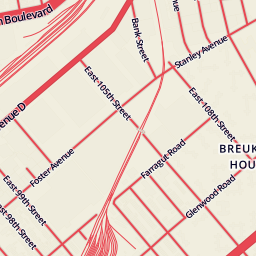 n Boulevard
Bank Street
Stanley Avenue
East 105th Street
East 108th Street
enue D
Foster Avenue
Farragut Road
BREUK
HOU
East 99th Street
Glenwood Road
East 98th Street